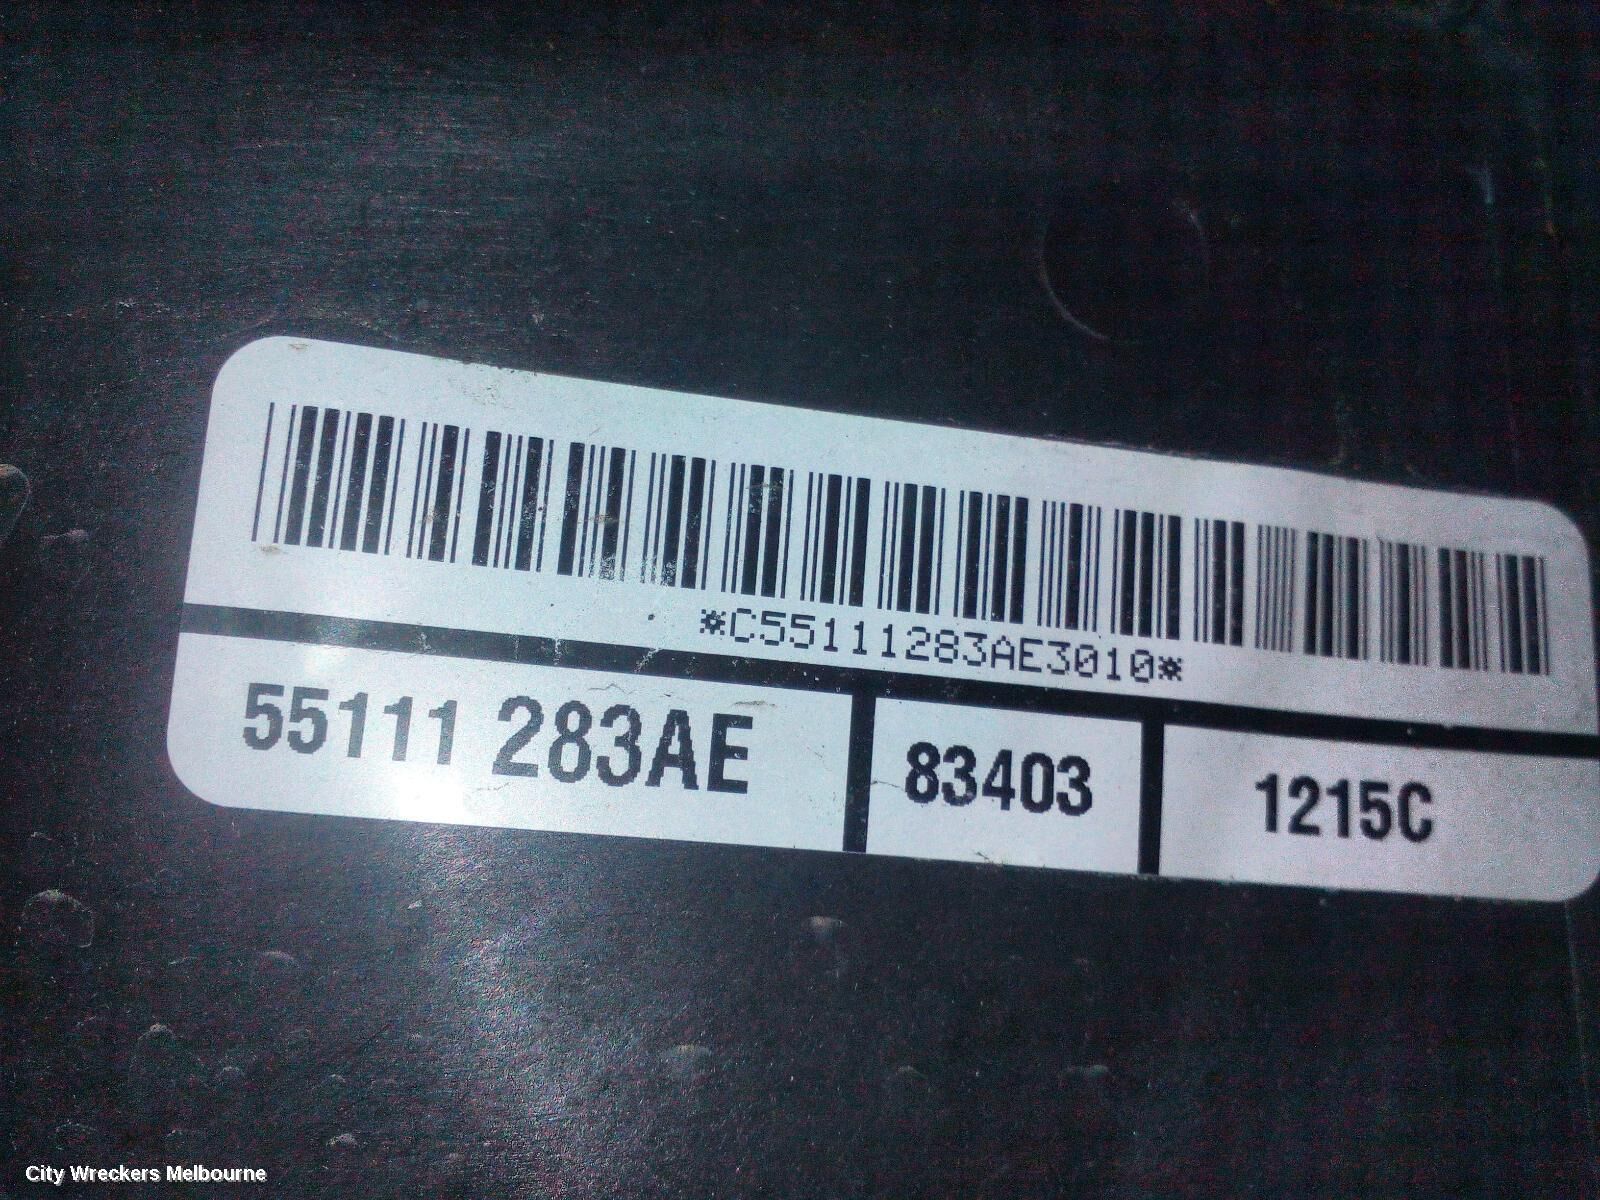 *C55111283AE3010*
55111 283AE 83403 1215C
City Wreckers Melbourne